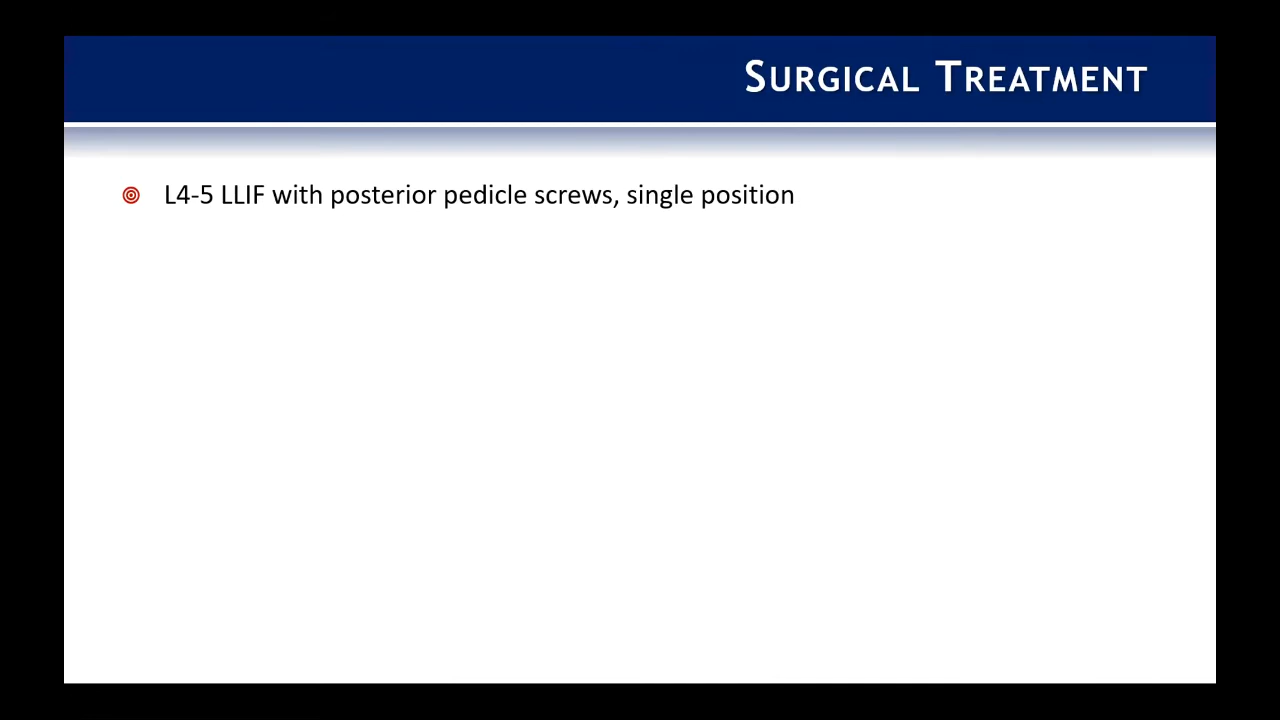 Surgical Treatment
L4-5 LLIF with posterior pedicle screws, single position